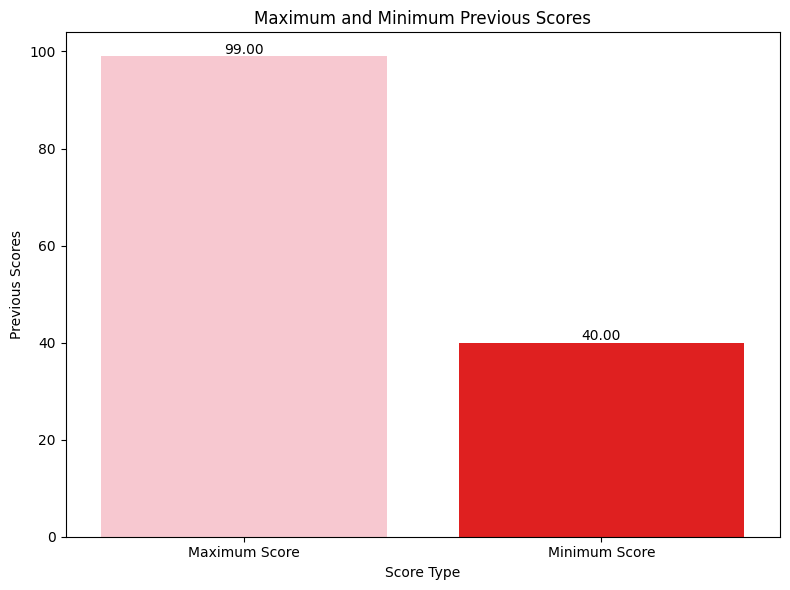 Maximum and Minimum Previous Scores
99.00
40.00
100
80
60
40
20
0
Previous Scores
Maximum Score
Minimum Score
Score Type